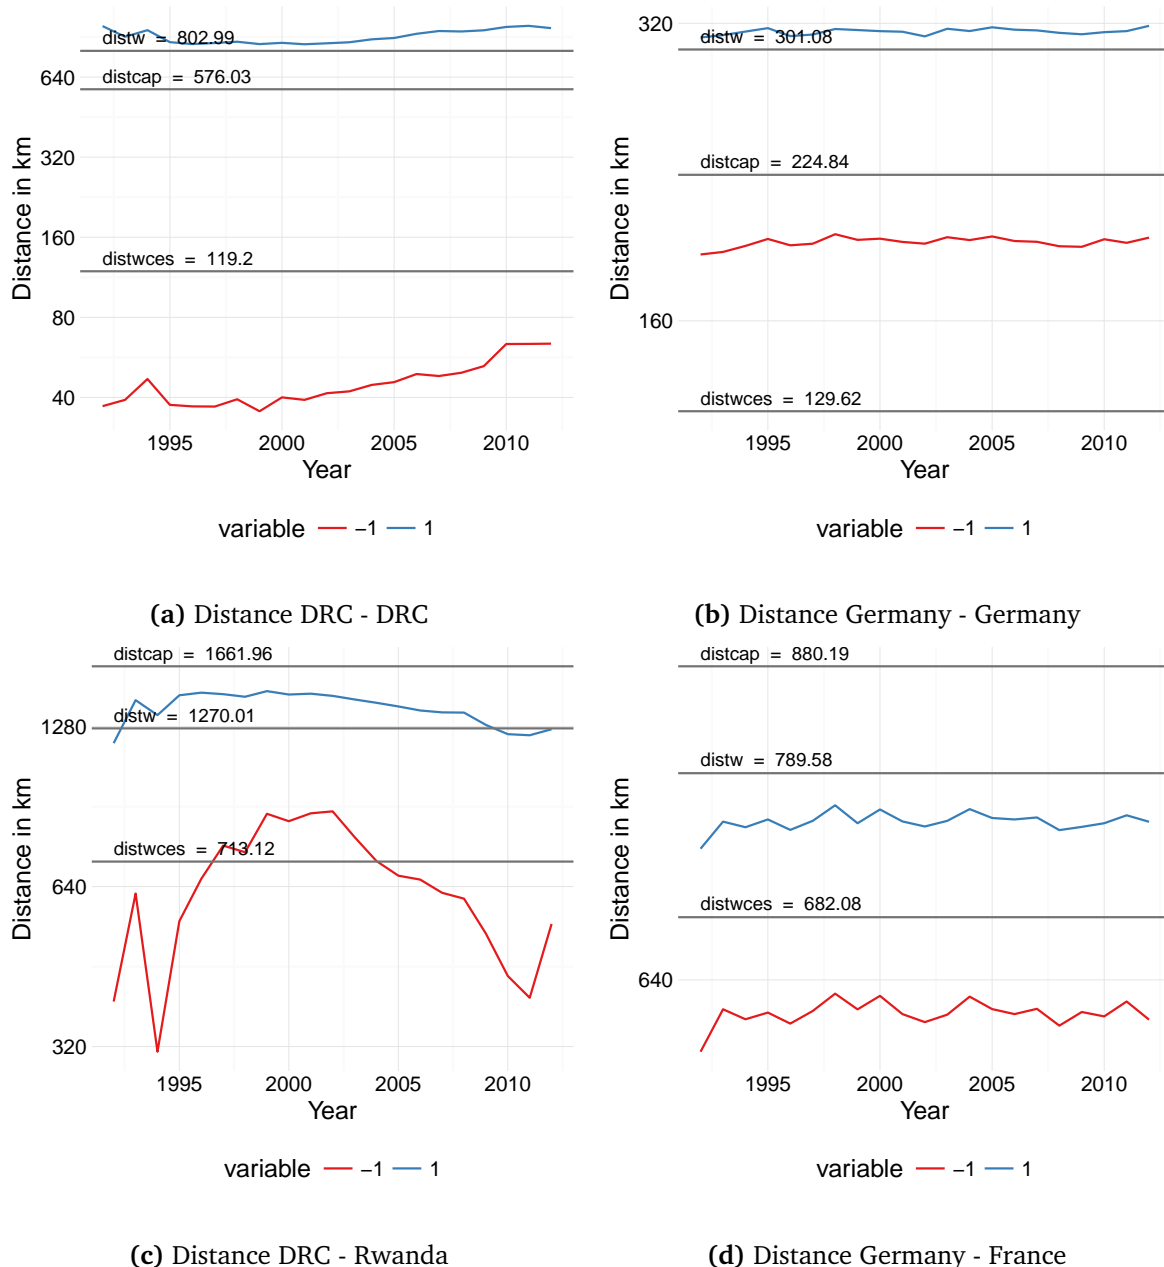 distw = 802.99
640
distcap = 576.03
320
160
distwces = 119.2
80
40
Distance in km
1995 2000 2005 2010
Year
variable −1 1
(a) Distance DRC - DRC
320
distw = 301.08
distcap = 224.84
160
distwces = 129.62
Distance in km
1995 2000 2005 2010
Year
variable −1 1
(b) Distance Germany - Germany
distcap = 1661.96
distw = 1270.01
1280
distwces = 713.12
640
320
Distance in km
1995 2000 2005 2010
Year
variable −1 1
(c) Distance DRC - Rwanda
distcap = 880.19
distw = 789.58
distwces = 682.08
640
Distance in km
1995 2000 2005 2010
Year
variable −1 1
(d) Distance Germany - France